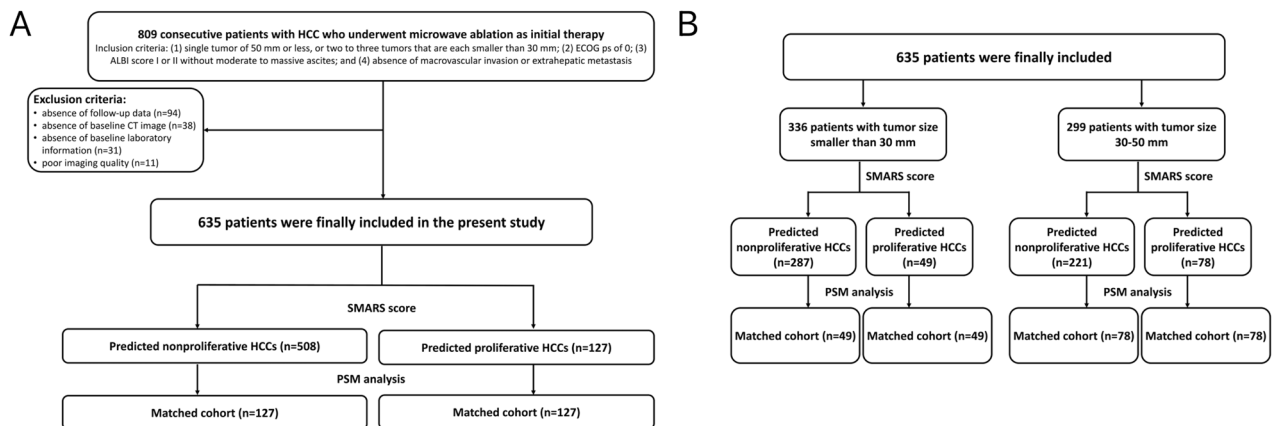 A
809 consecutive patients with HCC who underwent microwave ablation as initial therapy
Inclusion criteria: (1) single tumor of 50 mm or less, or two to three tumors that are each smaller than 30 mm; (2) ECOG ps of 0; (3)
ALBI score I or II without moderate to massive ascites; and (4) absence of macrovascular invasion or extrahepatic metastasis
Exclusion criteria:
• absence of follow-up data (n=94)
• absence of baseline CT image (n=38)
• absence of baseline laboratory
information (n=31)
• poor imaging quality (n=11)
635 patients were finally included in the present study
SMARS score
Predicted nonproliferative HCCs (n=508)
Predicted proliferative HCCs (n=127)
PSM analysis
Matched cohort (n=127)
Matched cohort (n=127)
B
635 patients were finally included
336 patients with tumor size
smaller than 30 mm
299 patients with tumor size
30-50 mm
SMARS score
SMARS score
Predicted
nonproliferative HCCs
(n=287)
Predicted
proliferative HCCs
(n=49)
Predicted
nonproliferative HCCs
(n=221)
Predicted
proliferative HCCs
(n=78)
PSM analysis
PSM analysis
Matched cohort (n=49)
Matched cohort (n=49)
Matched cohort (n=78)
Matched cohort (n=78)